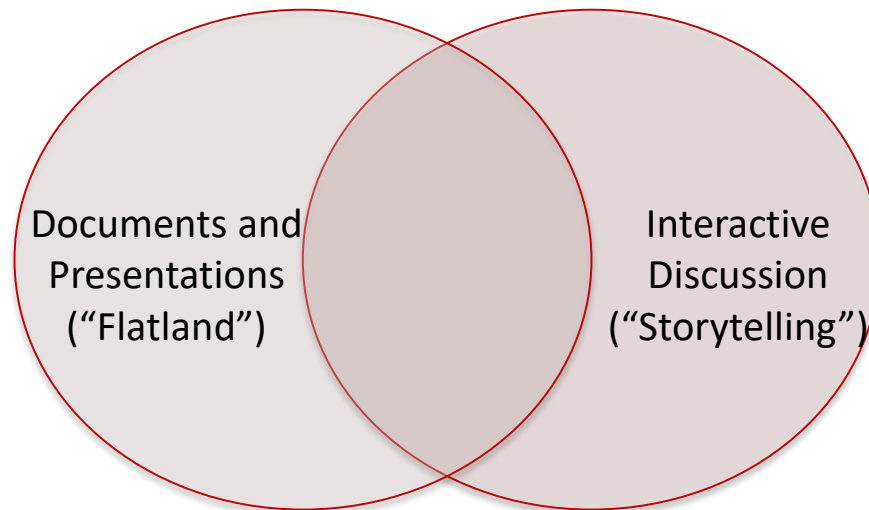 Documents and
Presentations
(“Flatland”)
Interactive
Discussion
(“Storytelling”)